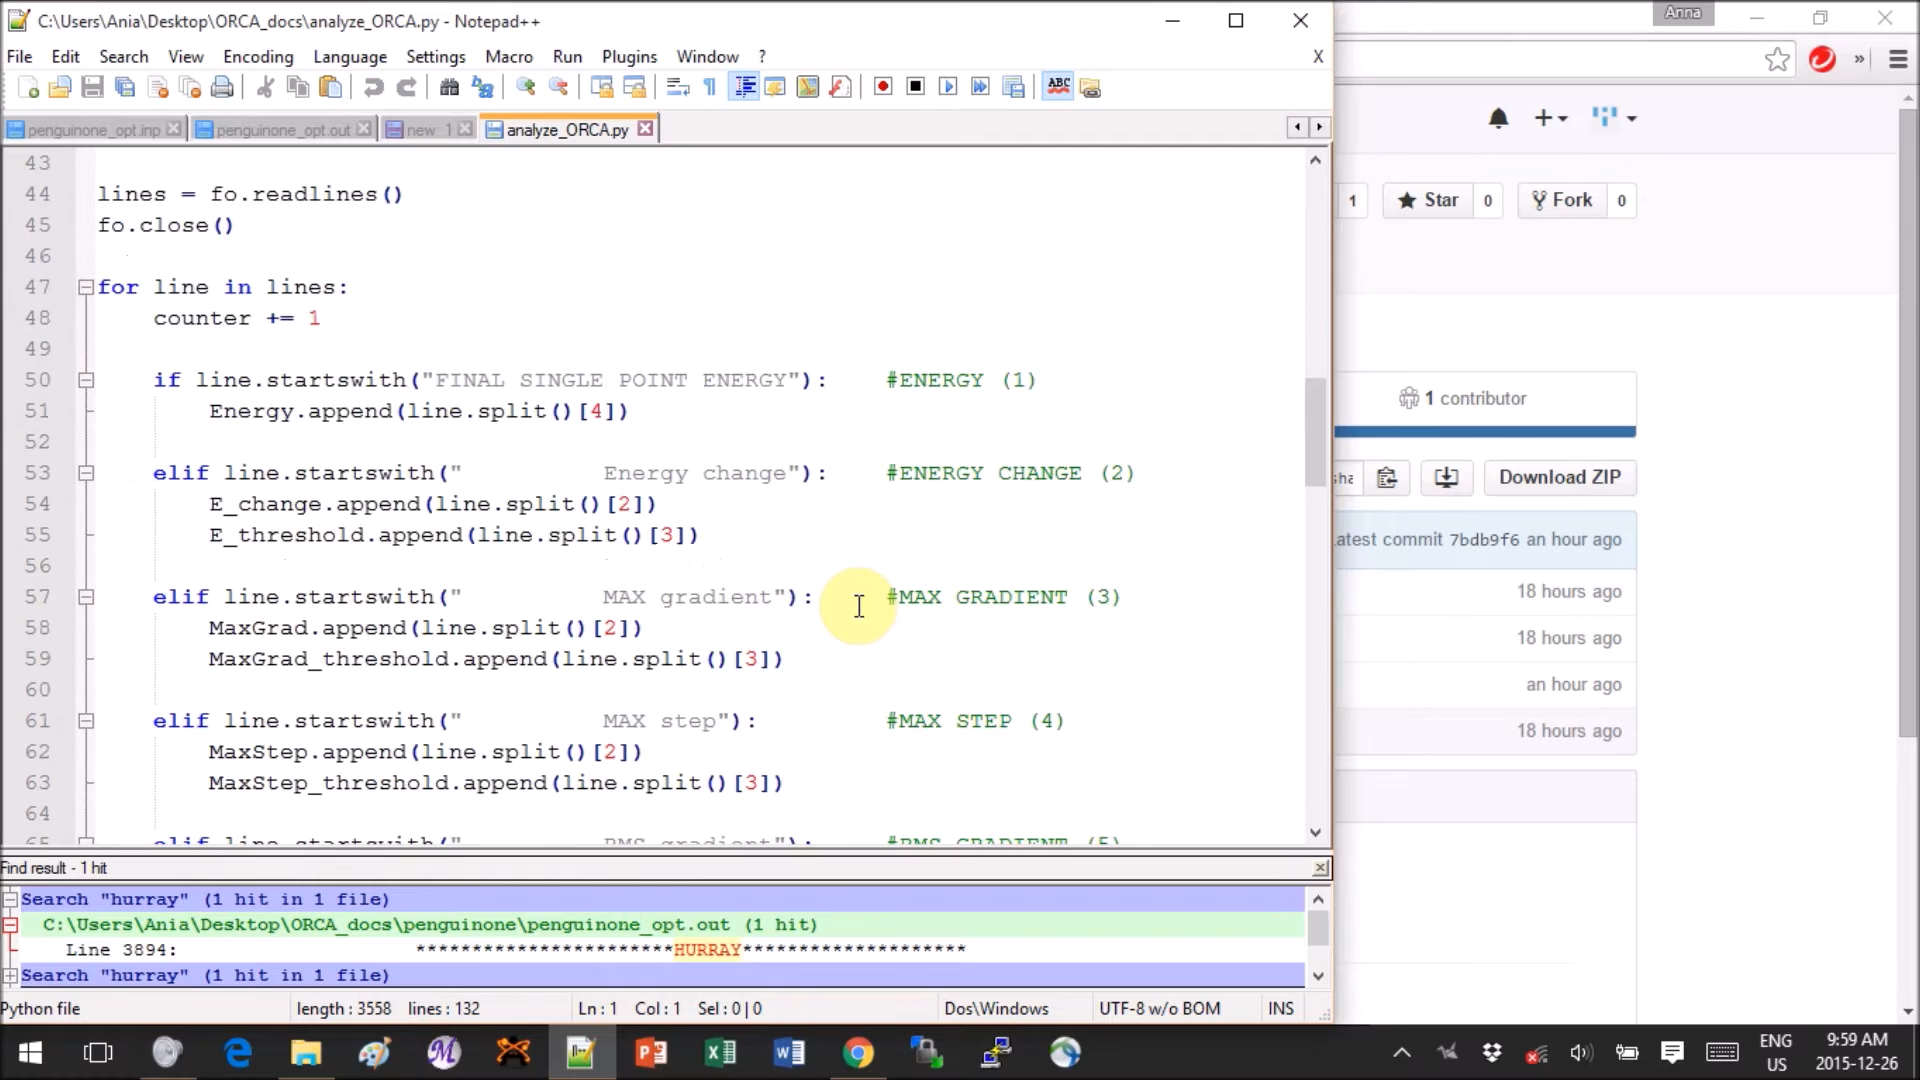 C:\Users\Ania\Desktop\ORCA_docs\analyze_ORCA.py - Notepad++
Anna
File Edit Search View Encoding Language Settings Macro Run Plugins Window ? X
penguinone_opt.inp penguinone_opt.out new 1 analyze_ORCA.py
43
44 lines = fo.readlines()
45 fo.close()
46
47 for line in lines:
48 counter += 1
49
50 if line.startswith("FINAL SINGLE POINT ENERGY"): #ENERGY (1)
51 Energy.append(line.split()[4])
52
53 elif line.startswith(" Energy change"): #ENERGY CHANGE (2)
54 E_change.append(line.split()[2])
55 E_threshold.append(line.split()[3])
56
57 elif line.startswith(" MAX gradient"): #MAX GRADIENT (3)
58 MaxGrad.append(line.split()[2])
59 MaxGrad_threshold.append(line.split()[3])
60
61 elif line.startswith(" MAX step"): #MAX STEP (4)
62 MaxStep.append(line.split()[2])
63 MaxStep_threshold.append(line.split()[3])
64
65 elif line.startswith(" RMS gradient"): #RMS GRADIENT (5)
Find result - 1 hit
Search "hurray" (1 hit in 1 file)
C:\Users\Ania\Desktop\ORCA_docs\penguinone\penguinone_opt.out (1 hit)
Line 3894: ***********************HURRAY********************
Search "hurray" (1 hit in 1 file)
Python file length : 3558 lines : 132 Ln : 1 Col : 1 Sel : 0 | 0 Dos\Windows UTF-8 w/o BOM INS
1 Star 0 Fork 0
1 contributor
Download ZIP
atest commit 7bdb9f6 an hour ago
18 hours ago
18 hours ago
an hour ago
18 hours ago
ENG
US
9:59 AM
2015-12-26